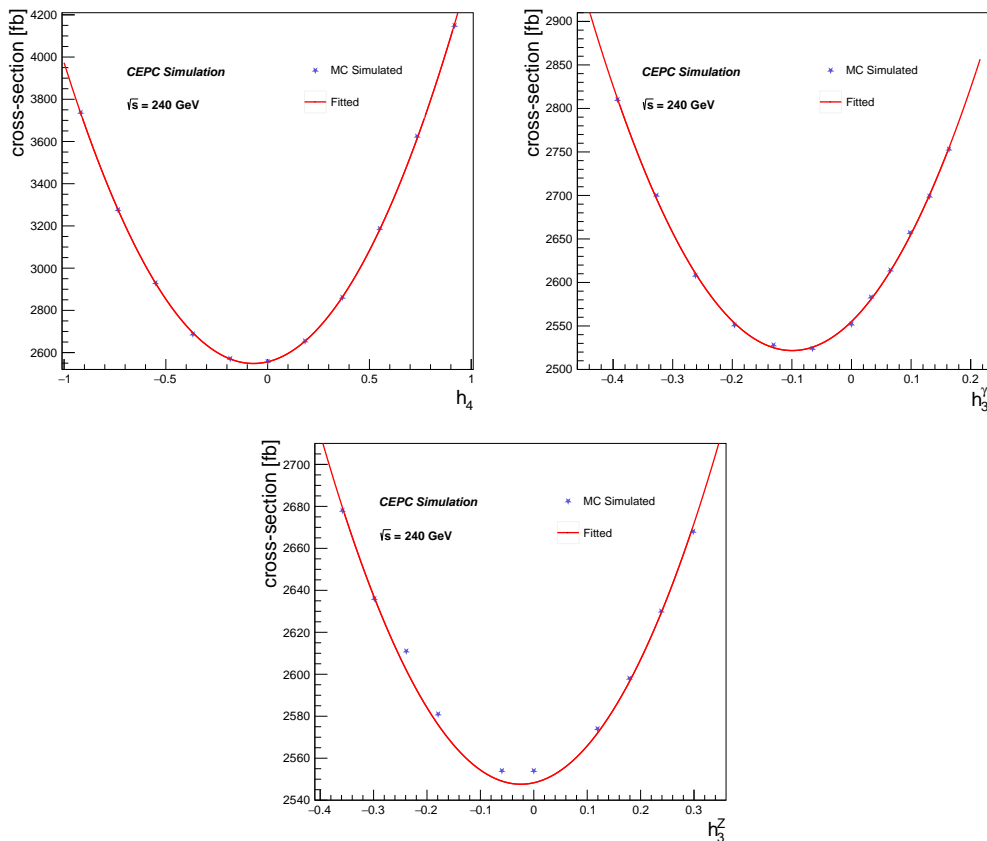 cross-section [fb]
4200
4000
3800
3600
3400
3200
3000
2800
2600
CEPC Simulation
√s = 240 GeV
MC Simulated
Fitted
−1 −0.5 0 0.5 1
h₄
cross-section [fb]
2900
2850
2800
2750
2700
2650
2600
2550
2500
CEPC Simulation
√s = 240 GeV
MC Simulated
Fitted
−0.4 −0.3 −0.2 −0.1 0 0.1 0.2
h₃^γ
cross-section [fb]
2700
2680
2660
2640
2620
2600
2580
2560
2540
CEPC Simulation
√s = 240 GeV
MC Simulated
Fitted
−0.4 −0.3 −0.2 −0.1 0 0.1 0.2 0.3
h₃^Z